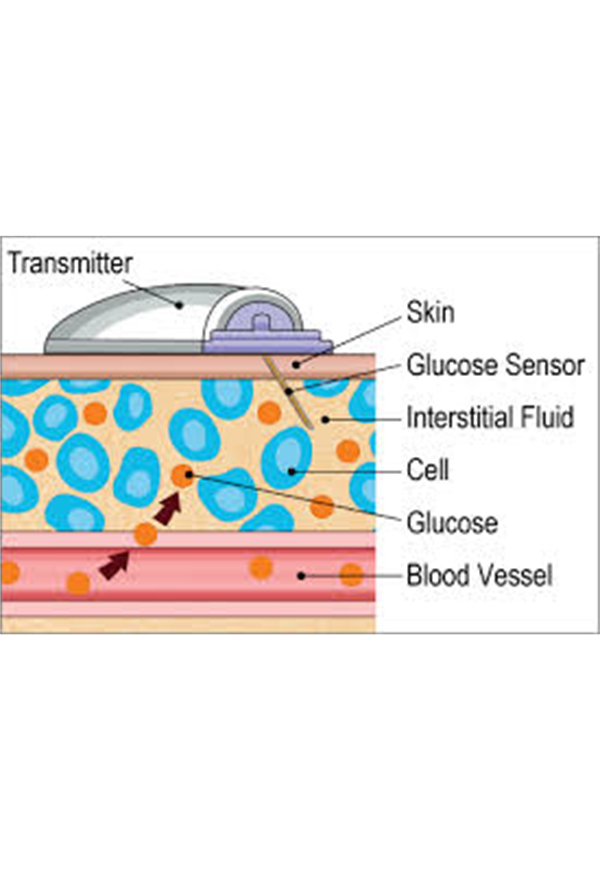 Transmitter
Skin
Glucose Sensor
Interstitial Fluid
Cell
Glucose
Blood Vessel